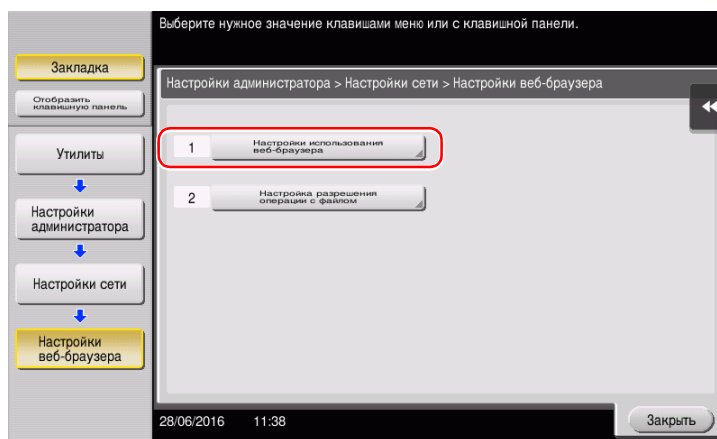 Выберите нужное значение клавишами меню или с клавишной панели.
Закладка
Отобразить
клавишную панель
Утилиты
Настройки
администратора
Настройки сети
Настройки
веб-браузера
Настройки администратора > Настройки сети > Настройки веб-браузера
1
Настройки использования
веб-браузера
2
Настройка разрешения
операции с файлом
28/06/2016 11:38
Закрыть